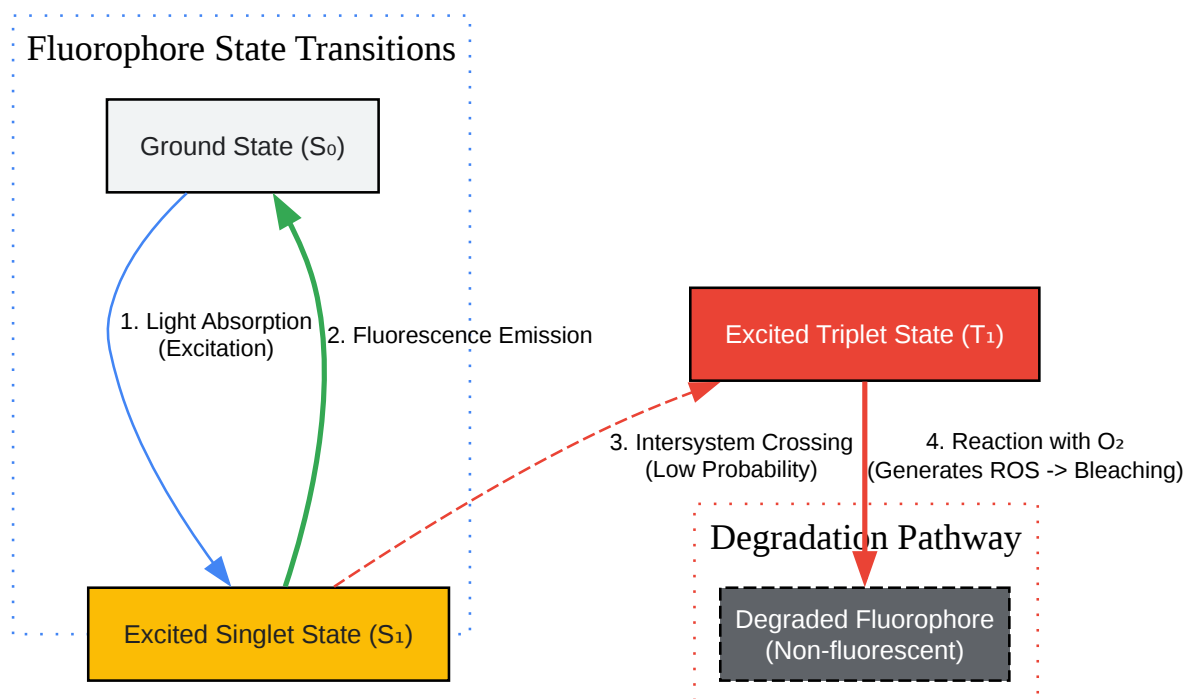 Fluorophore State Transitions
Ground State (S₀)
1. Light Absorption
(Excitation)
2. Fluorescence Emission
Excited Triplet State (T₁)
3. Intersystem Crossing
(Low Probability)
4. Reaction with O₂
(Generates ROS -> Bleaching)
Degradation Pathway
Excited Singlet State (S₁)
Degraded Fluorophore
(Non-fluorescent)